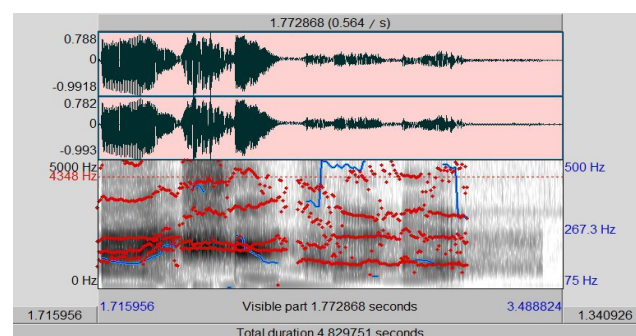 1.772868 (0.564 / s)
0.788
0
-0.9918
0.782
0
-0.993
5000 Hz
4348 Hz
0 Hz
500 Hz
267.3 Hz
75 Hz
1.715956
1.715956 Visible part 1.772868 seconds 3.488824
1.340926
Total duration 4.829751 seconds